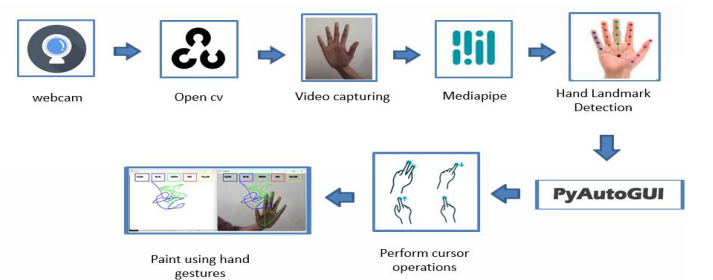 webcam
Open cv
Video capturing
Mediapipe
Hand Landmark
Detection
PyAutoGUI
Perform cursor
operations
Paint using hand
gestures